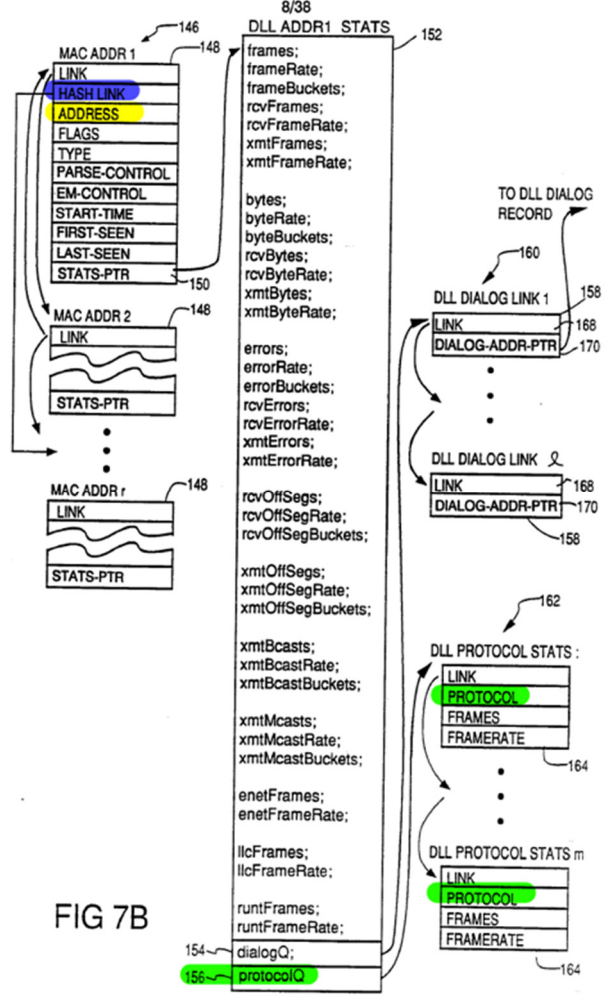 8/38
DLL ADDR1 STATS
152
146
MAC ADDR 1
148
LINK
HASH LINK
ADDRESS
FLAGS
TYPE
PARSE-CONTROL
EM-CONTROL
START-TIME
FIRST-SEEN
LAST-SEEN
STATS-PTR
150
MAC ADDR 2
148
LINK
STATS-PTR
MAC ADDR r
148
LINK
STATS-PTR
frames;
frameRate;
frameBuckets;
rcvFrames;
rcvFrameRate;
xmtFrames;
xmtFrameRate;
bytes;
byteRate;
byteBuckets;
rcvBytes;
rcvByteRate;
xmtBytes;
xmtByteRate;
errors;
errorRate;
errorBuckets;
rcvErrors;
rcvErrorRate;
xmtErrors;
xmtErrorRate;
rcvOffSegs;
rcvOffSegRate;
rcvOffSegBuckets;
xmtOffSegs;
xmtOffSegRate;
xmtOffSegBuckets;
xmtBcasts;
xmtBcastRate;
xmtBcastBuckets;
xmtMcasts;
xmtMcastRate;
xmtMcastBuckets;
enetFrames;
enetFrameRate;
llcFrames;
llcFrameRate;
runtFrames;
runtFrameRate;
154 dialogQ;
156 protocolQ
TO DLL DIALOG
RECORD
160
DLL DIALOG LINK 1
158
LINK 168
DIALOG-ADDR-PTR 170
DLL DIALOG LINK l
LINK 168
DIALOG-ADDR-PTR 170
158
162
DLL PROTOCOL STATS :
LINK
PROTOCOL
FRAMES
FRAMERATE
164
DLL PROTOCOL STATS m
LINK
PROTOCOL
FRAMES
FRAMERATE
164
FIG 7B